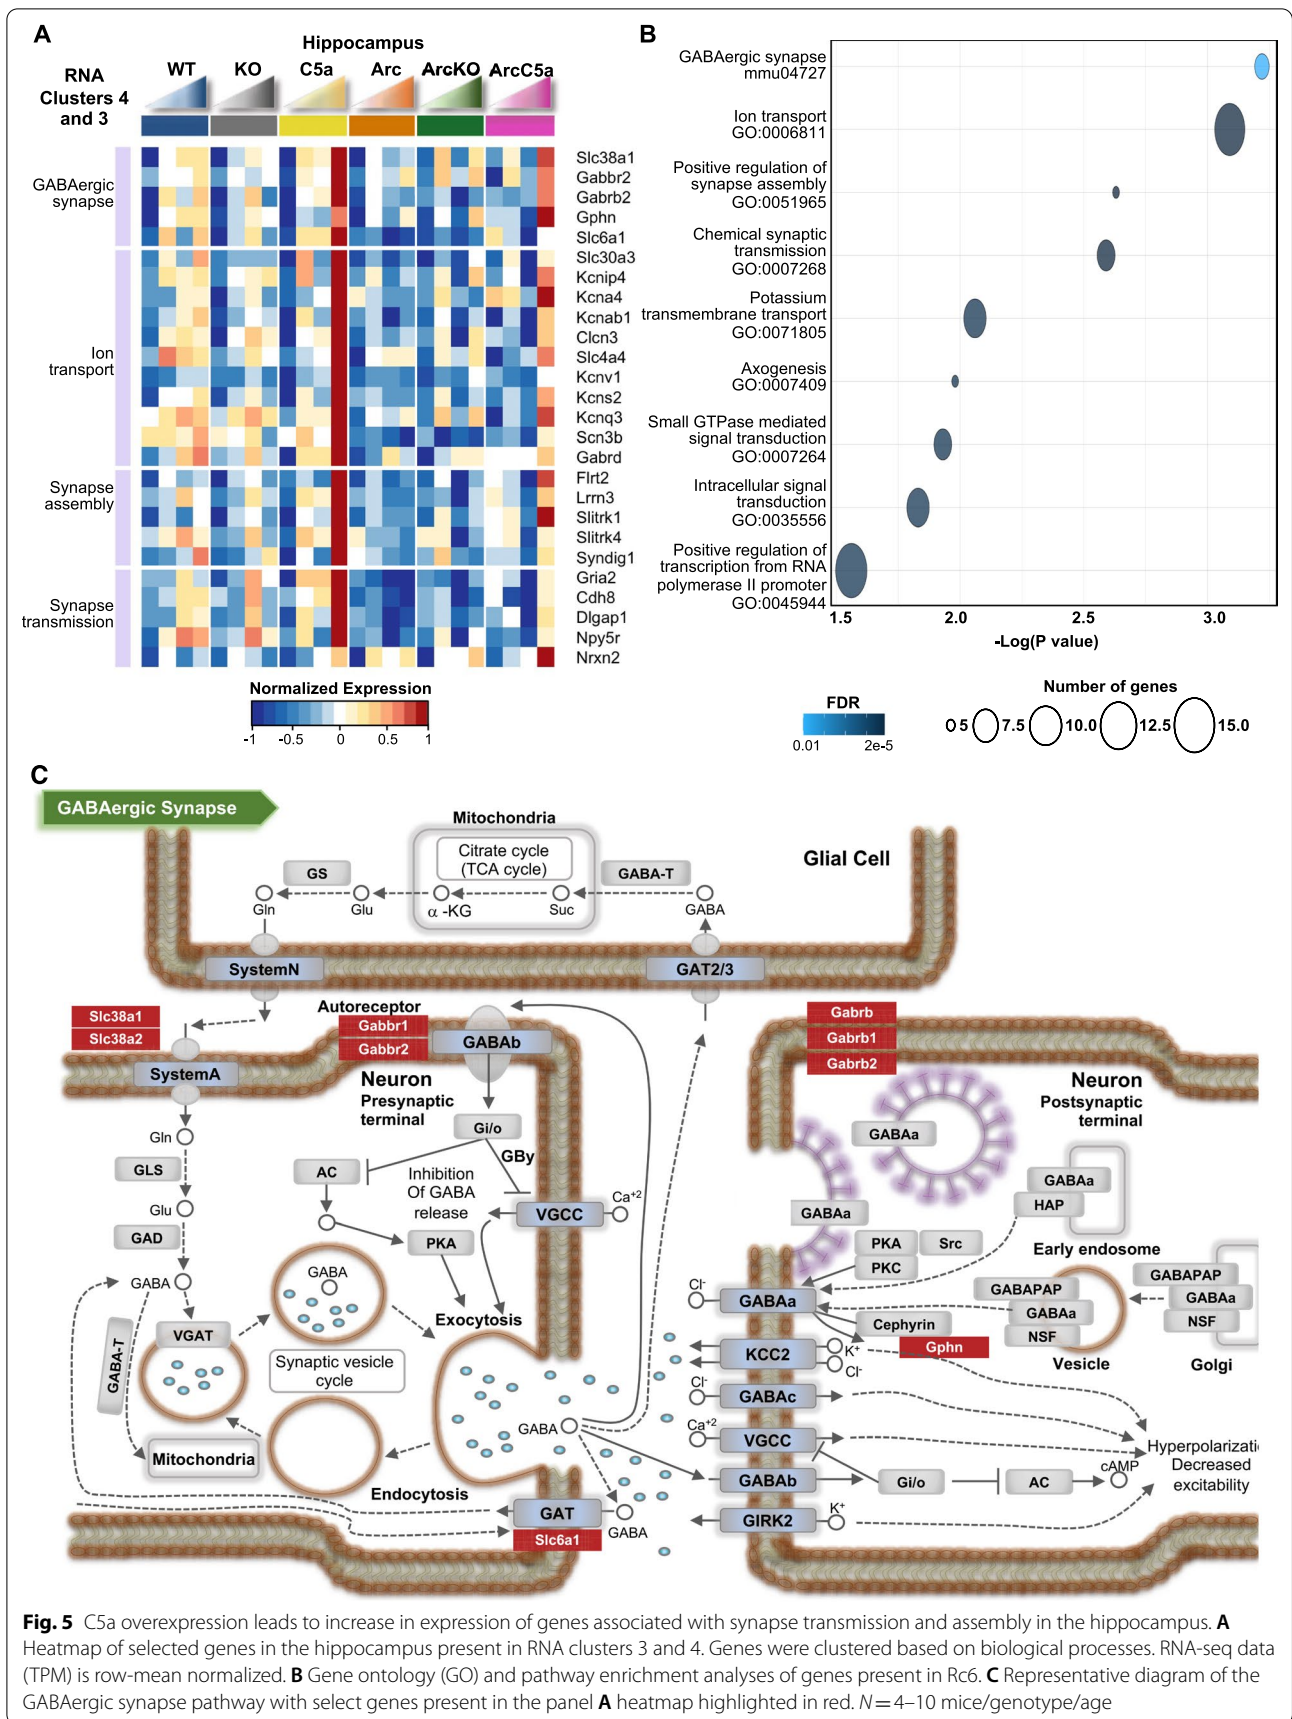 A
Hippocampus
RNA
Clusters 4
and 3
WT
KO
C5a
Arc
ArcKO
ArcC5a
GABAergic
synapse
Ion
transport
Synapse
assembly
Synapse
transmission
Slc38a1
Gabbr2
Gabrb2
Gphn
Slc6a1
Slc30a3
Kcnip4
Kcna4
Kcnab1
Clcn3
Slc4a4
Kcnv1
Kcns2
Kcnq3
Scn3b
Gabrd
Flrt2
Lrrn3
Slitrk1
Slitrk4
Syndig1
Gria2
Cdh8
Dlgap1
Npy5r
Nrxn2
Normalized Expression
-1 -0.5 0 0.5 1
B
GABAergic synapse
mmu04727
Ion transport
GO:0006811
Positive regulation of
synapse assembly
GO:0051965
Chemical synaptic
transmission
GO:0007268
Potassium
transmembrane transport
GO:0071805
Axogenesis
GO:0007409
Small GTPase mediated
signal transduction
GO:0007264
Intracellular signal
transduction
GO:0035556
Positive regulation of
transcription from RNA
polymerase II promoter
GO:0045944
1.5 2.0 2.5 3.0
-Log(P value)
FDR
0.01 2e-5
Number of genes
5 7.5 10.0 12.5 15.0
C
GABAergic Synapse
Mitochondria
Citrate cycle
(TCA cycle)
Glial Cell
GS
GABA-T
Gln
Glu
α -KG
Suc
GABA
SystemN
GAT2/3
Slc38a1
Slc38a2
SystemA
Autoreceptor
Gabbr1
Gabbr2
GABAb
Neuron
Presynaptic
terminal
Gabrb
Gabrb1
Gabrb2
Neuron
Postsynaptic
terminal
Gln
GLS
Glu
GAD
GABA
GABA-T
VGAT
Mitochondria
AC
Gi/o
GBy
Inhibition
Of GABA
release
PKA
VGCC
Ca+2
GABA
Exocytosis
Synaptic vesicle
cycle
Endocytosis
GABA
GAT
Slc6a1
GABA
GABAa
GABAa
GABAa
HAP
Early endosome
PKA
Src
PKC
Cl-
GABAa
Cephyrin
Gphn
GABAPAP
GABAa
NSF
Vesicle
GABAPAP
GABAa
NSF
Golgi
KCC2
K+
Cl-
Cl-
GABAc
Ca+2
VGCC
GABAb
Gi/o
AC
cAMP
GIRK2
K+
Hyperpolarizati
Decreased
excitability
Fig. 5 C5a overexpression leads to increase in expression of genes associated with synapse transmission and assembly in the hippocampus. A
Heatmap of selected genes in the hippocampus present in RNA clusters 3 and 4. Genes were clustered based on biological processes. RNA-seq data
(TPM) is row-mean normalized. B Gene ontology (GO) and pathway enrichment analyses of genes present in Rc6. C Representative diagram of the
GABAergic synapse pathway with select genes present in the panel A heatmap highlighted in red. N = 4–10 mice/genotype/age